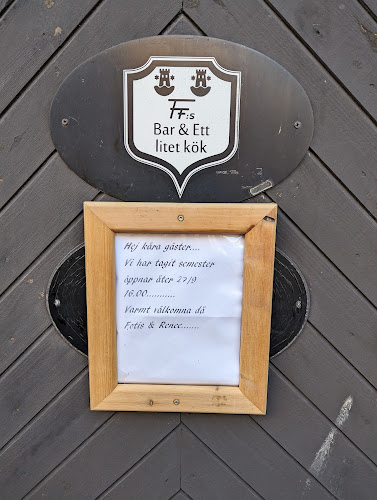 FF:s
Bar & Ett
litet kök
Hej kära gäster....
Vi har tagit semester
öppnar åter 27/9
16.00...........
Varmt välkomna då
Fotis & Renee.......